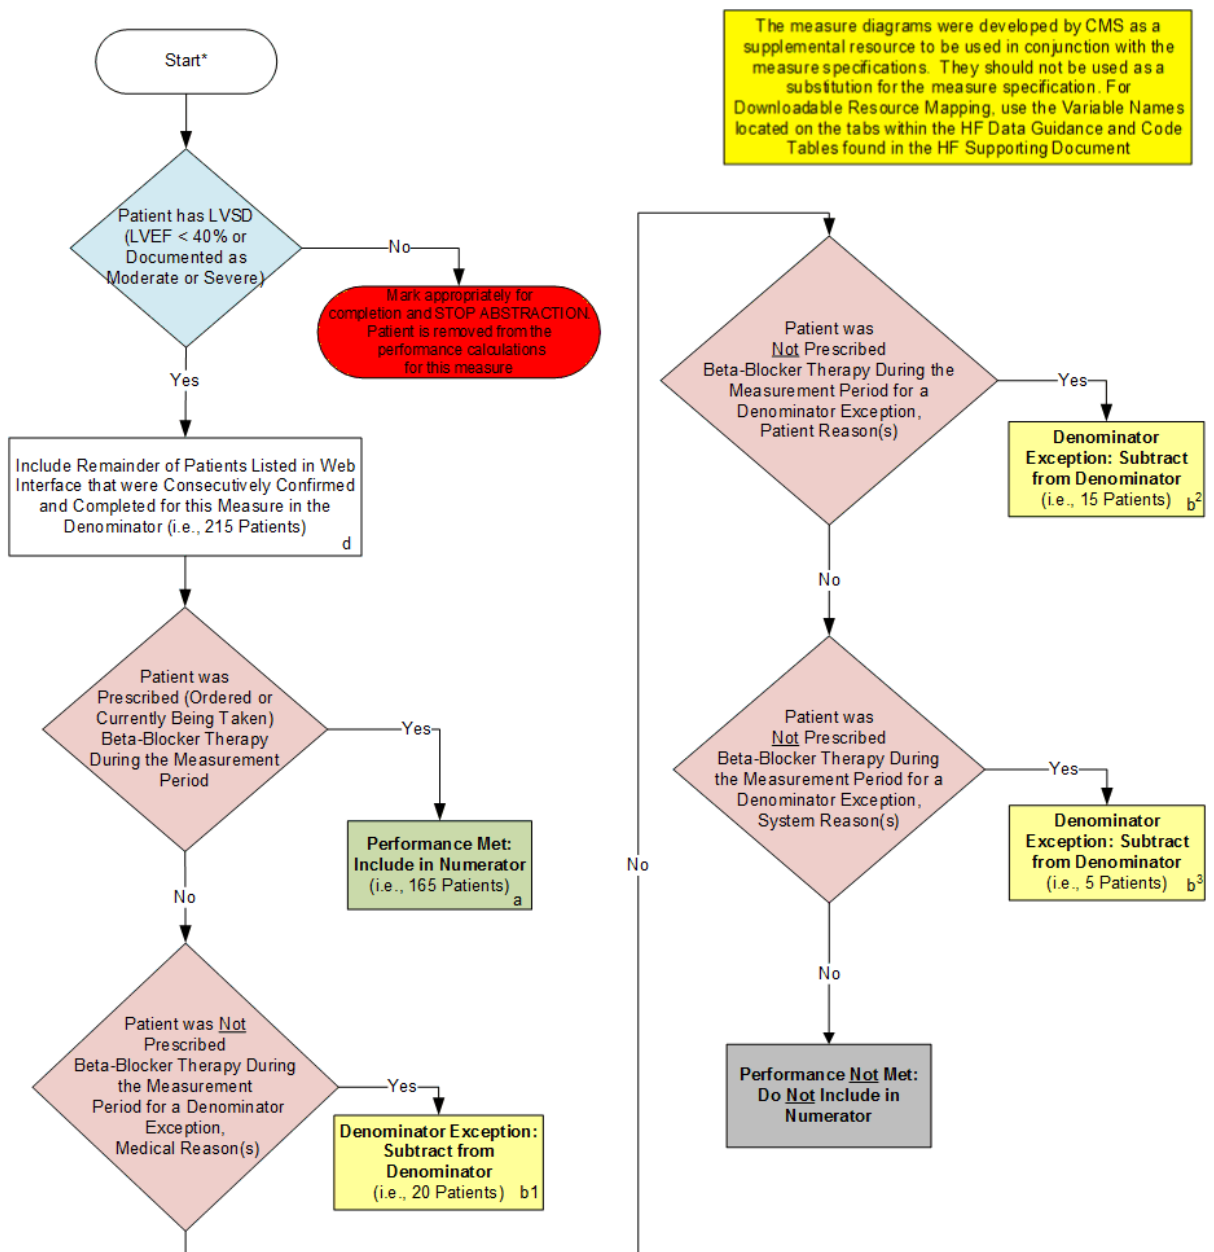 Start*
Patient has LVSD
(LVEF < 40% or
Documented as
Moderate or Severe)
No
Mark appropriately for
completion and STOP ABSTRACTION.
Patient is removed from the
performance calculations
for this measure
Yes
Include Remainder of Patients Listed in Web
Interface that were Consecutively Confirmed
and Completed for this Measure in the
Denominator (i.e., 215 Patients)
d
Patient was
Prescribed (Ordered or
Currently Being Taken)
Beta-Blocker Therapy
During the Measurement
Period
Yes
Performance Met:
Include in Numerator
(i.e., 165 Patients)
a
No
Patient was Not
Prescribed
Beta-Blocker Therapy During
the Measurement
Period for a Denominator
Exception,
Medical Reason(s)
Yes
Denominator Exception:
Subtract from
Denominator
(i.e., 20 Patients) b1
The measure diagrams were developed by CMS as a
supplemental resource to be used in conjunction with the
measure specifications. They should not be used as a
substitution for the measure specification. For
Downloadable Resource Mapping, use the Variable Names
located on the tabs within the HF Data Guidance and Code
Tables found in the HF Supporting Document
No
Patient was
Not Prescribed
Beta-Blocker Therapy During the
Measurement Period for a
Denominator Exception,
Patient Reason(s)
Yes
Denominator
Exception: Subtract
from Denominator
(i.e., 15 Patients) b²
No
Patient was
Not Prescribed
Beta-Blocker Therapy During
the Measurement Period for a
Denominator Exception,
System Reason(s)
Yes
Denominator
Exception: Subtract
from Denominator
(i.e., 5 Patients) b³
No
Performance Not Met:
Do Not Include in
Numerator